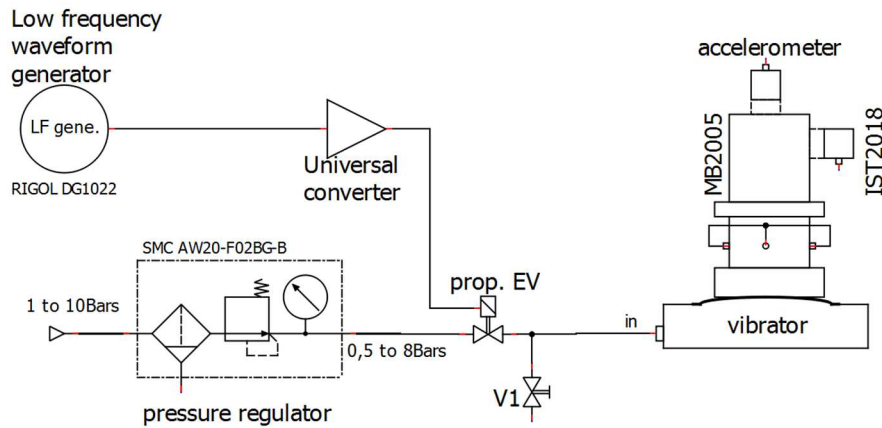 Low frequency
waveform
generator
LF gene.
RIGOL DG1022
Universal
converter
accelerometer
MB2005
IST2018
SMC AW20-F02BG-B
1 to 10Bars
0,5 to 8Bars
prop. EV
in
vibrator
V1
pressure regulator